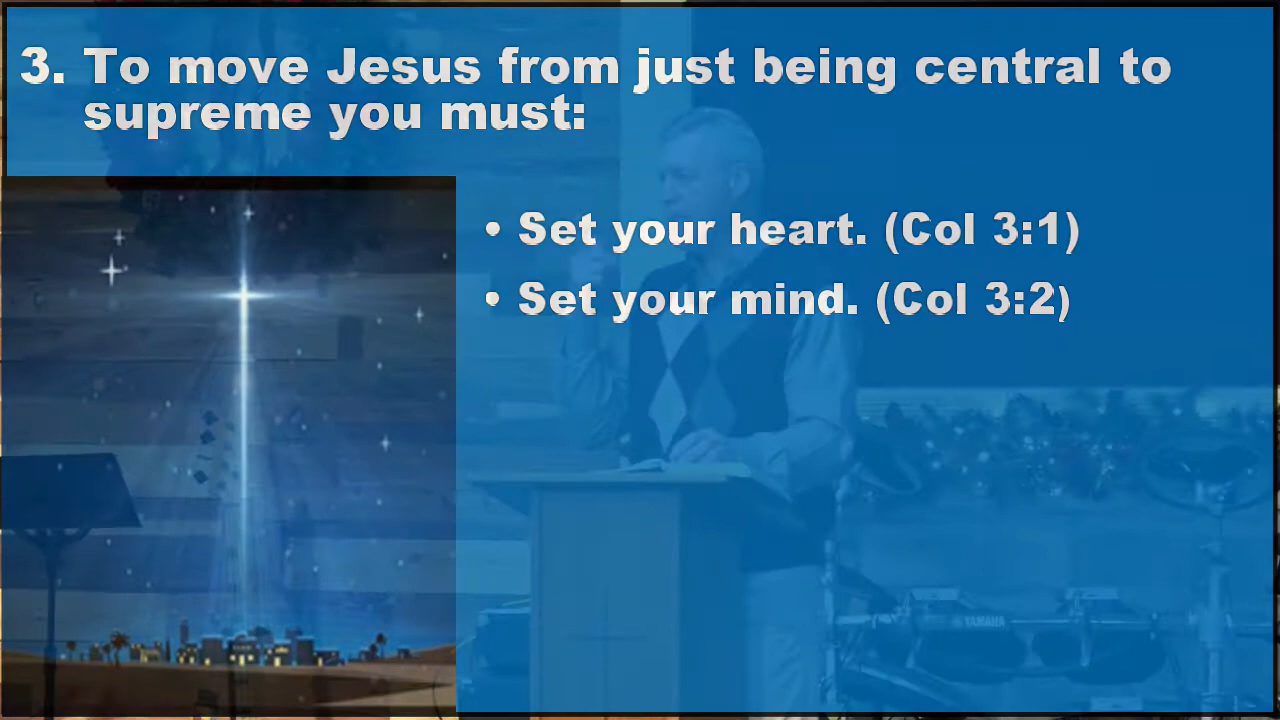 3. To move Jesus from just being central to
supreme you must:
• Set your heart. (Col 3:1)
• Set your mind. (Col 3:2)
YAMAHA